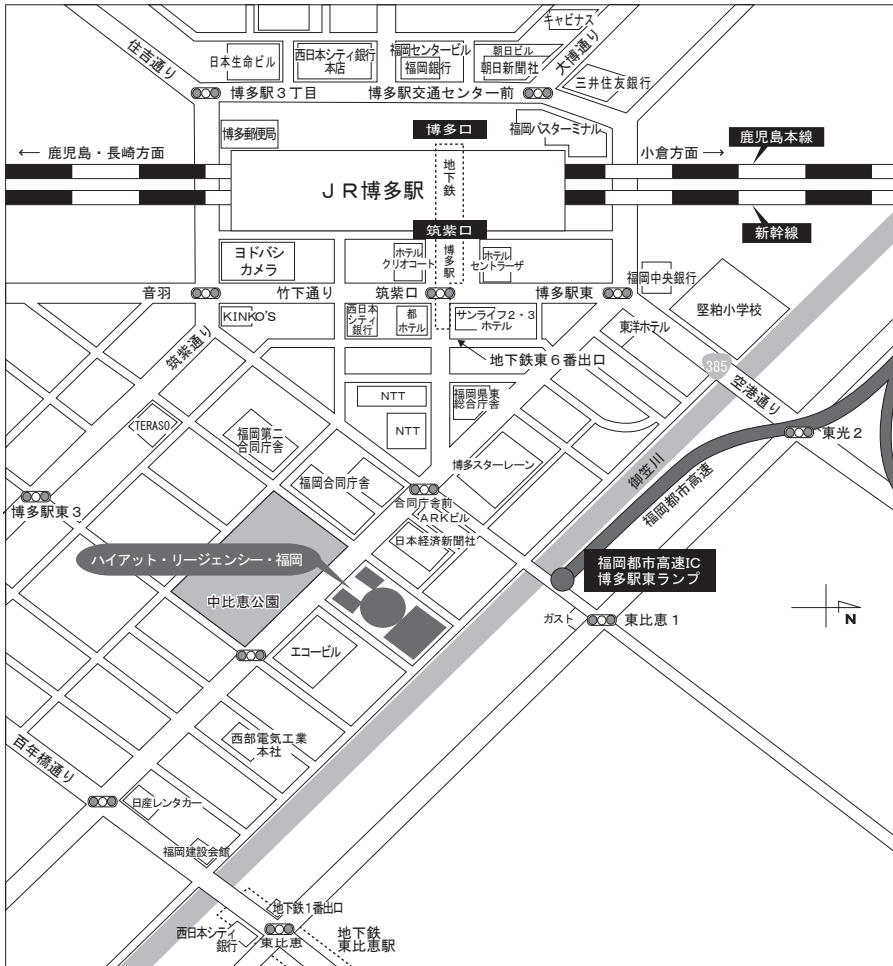 キャビナス
住吉通り
日本生命ビル
西日本シティ銀行
本店
福岡センタービル
福岡銀行
朝日ビル
朝日新聞社
大博通り
三井住友銀行
博多駅3丁目
博多駅交通センター前
博多郵便局
博多口
福岡バスターミナル
← 鹿児島・長崎方面
小倉方面 →
鹿児島本線
地下鉄
JR博多駅
筑紫口
新幹線
ヨドバシ
カメラ
ホテル
クリオコート
博多駅
ホテル
セントラーザ
福岡中央銀行
音羽
竹下通り
筑紫口
博多駅東
堅粕小学校
KINKO'S
西日本
シティ
銀行
都
ホテル
サンライフ2・3
ホテル
東洋ホテル
筑紫通り
地下鉄東6番出口
385
空港通り
NTT
福岡県東
総合庁舎
TERASO
福岡第二
合同庁舎
NTT
東光2
博多スターレーン
御笠川
福岡都市高速
福岡合同庁舎
合同庁舎前
博多駅東3
ARKビル
日本経済新聞社
ハイアット・リージェンシー・福岡
福岡都市高速IC
博多駅東ランプ
中比恵公園
ガスト
東比恵1
N
エコービル
西部電気工業
本社
百年橋通り
日産レンタカー
福岡建設会館
地下鉄1番出口
西日本シティ
銀行
東比恵
地下鉄
東比恵駅